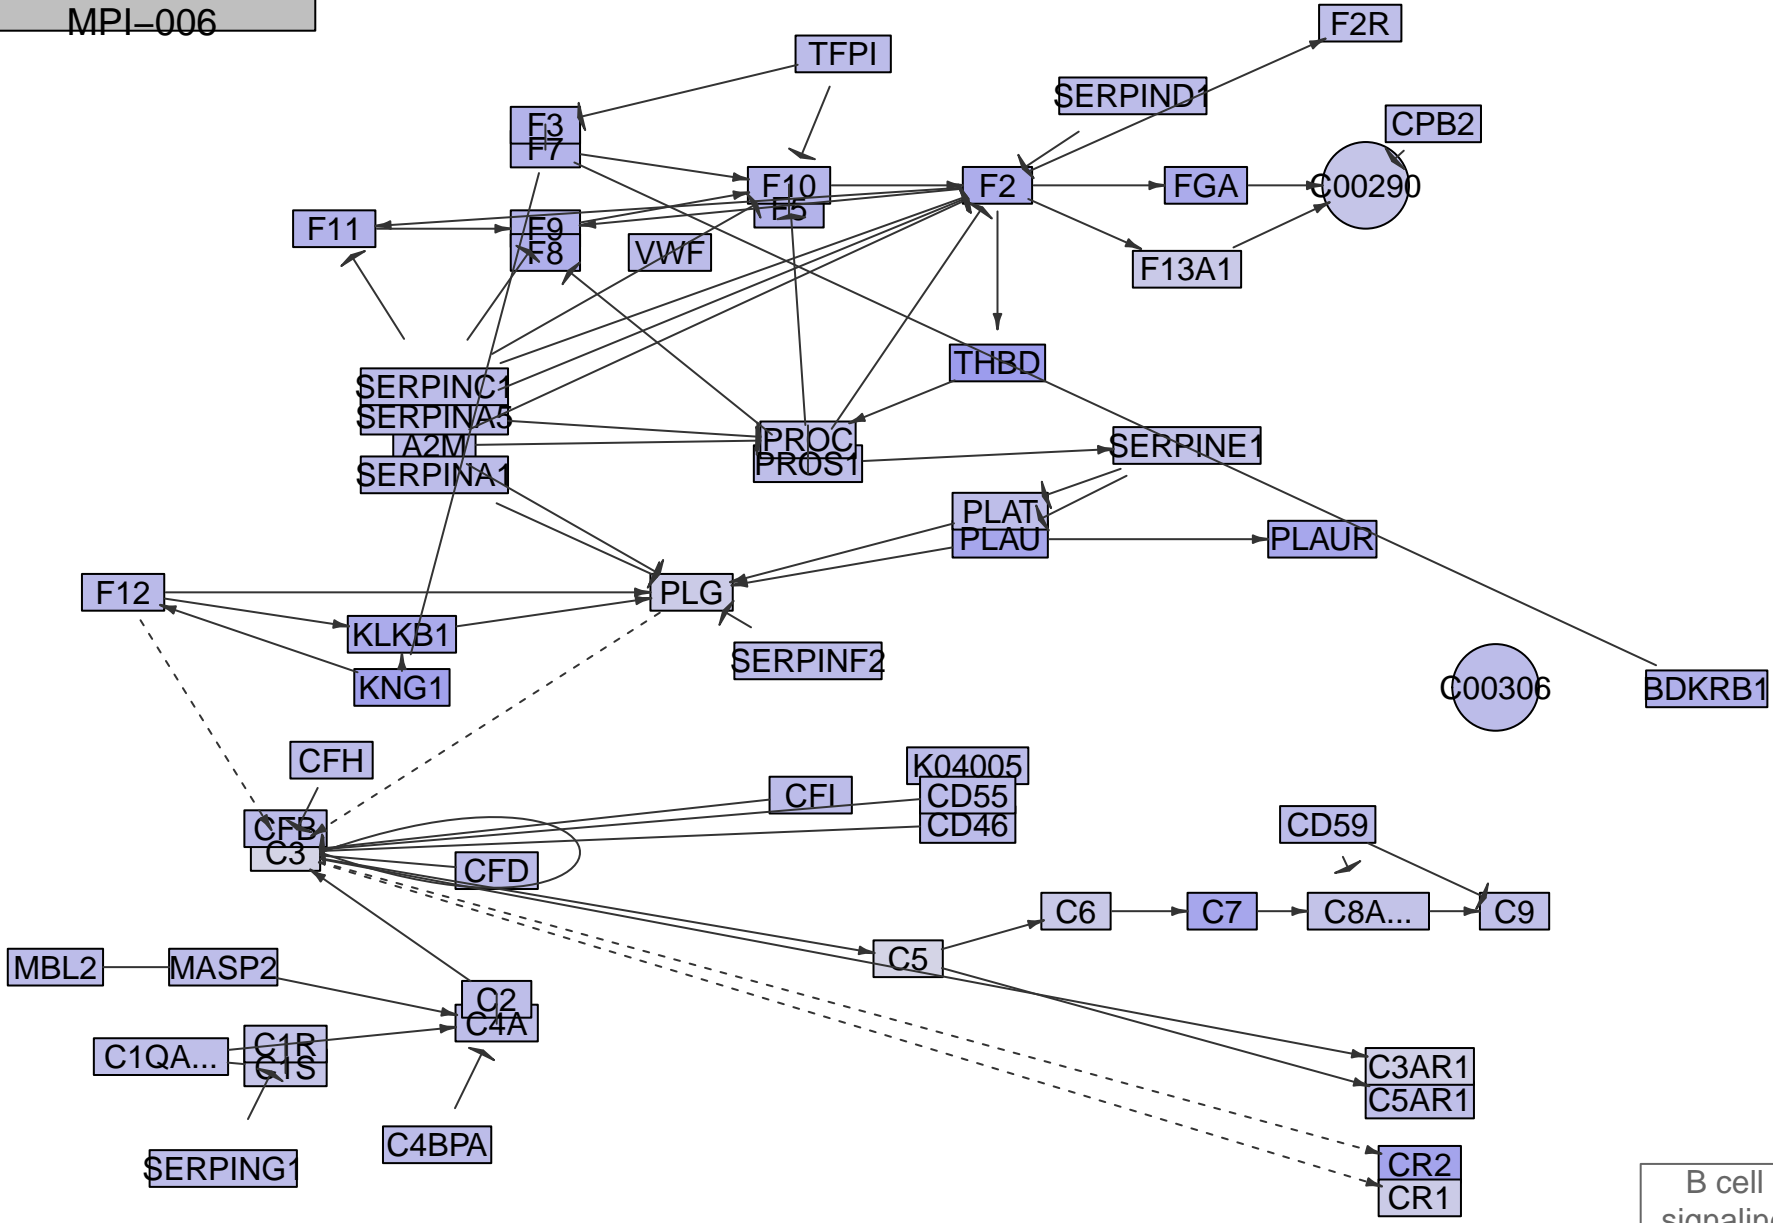 MPI−006
F2R
TFPI
SERPIND1
CPB2
F3
F7
F10
F5
F2
FGA
C00290
F11
F9
F8
VWF
F13A1
THBD
SERPINC1
SERPINA5
A2M
SERPINA1
PROC
PROS1
SERPINE1
PLAT
PLAU
PLAUR
F12
PLG
KLKB1
KNG1
SERPINF2
C00306
BDKRB1
CFH
K04005
CFI
CD55
CD46
CFB
C3
CFD
CD59
C6
C7
C8A...
C9
C5
MBL2
MASP2
C2
C4A
C1QA...
C1R
C1S
C3AR1
C5AR1
C4BPA
SERPING1
CR2
CR1
B cell
signaling